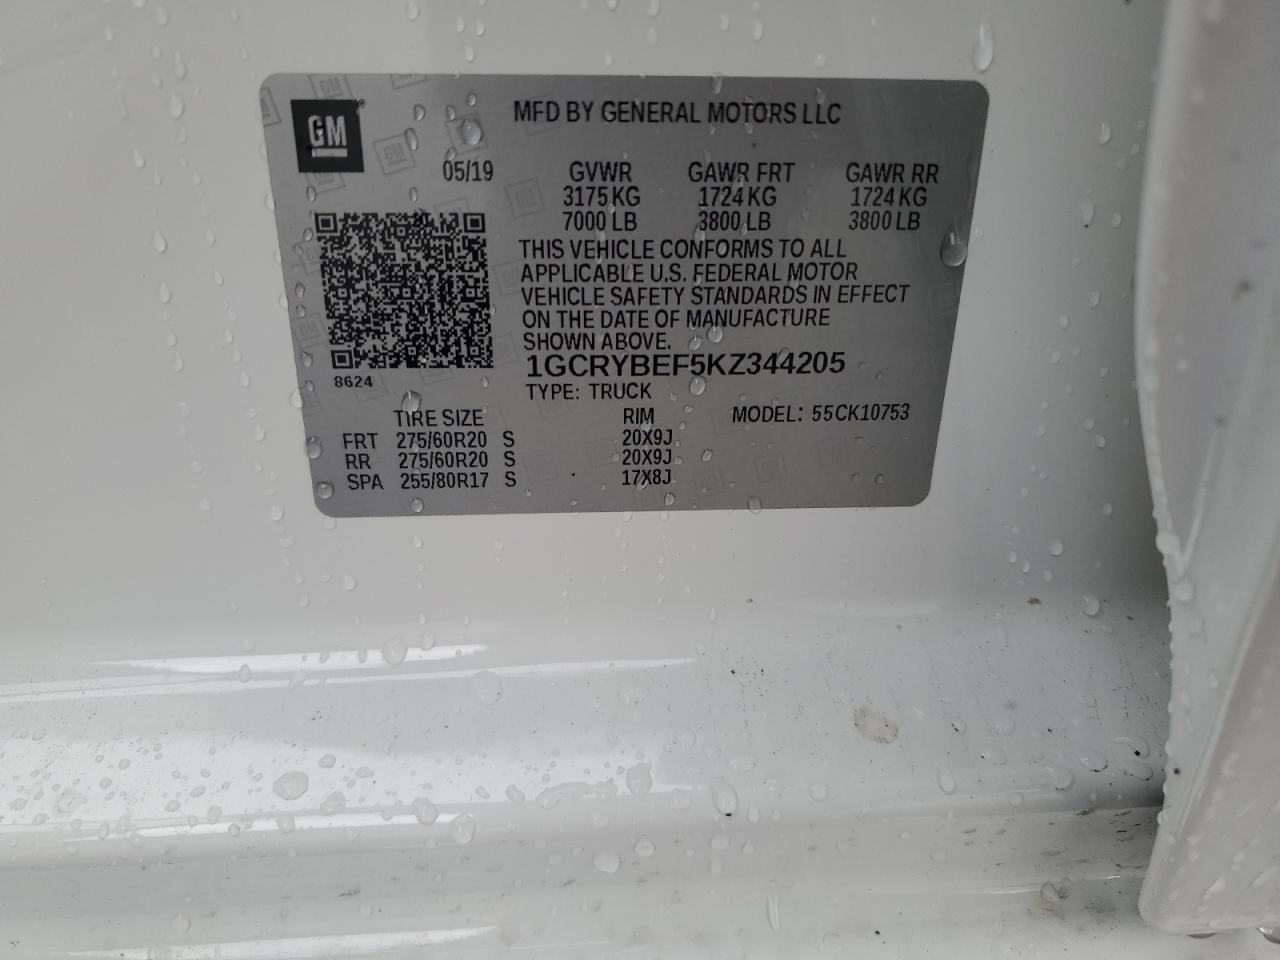 GM
MFD BY GENERAL MOTORS LLC
05/19 GVWR GAWR FRT GAWR RR
3175 KG 1724 KG 1724 KG
7000 LB 3800 LB 3800 LB
THIS VEHICLE CONFORMS TO ALL
APPLICABLE U.S. FEDERAL MOTOR
VEHICLE SAFETY STANDARDS IN EFFECT
ON THE DATE OF MANUFACTURE
SHOWN ABOVE.
1GCRYBEF5KZ344205
8624
TYPE: TRUCK
TIRE SIZE RIM MODEL: 55CK10753
FRT 275/60R20 S 20X9J
RR 275/60R20 S 20X9J
SPA 255/80R17 S 17X8J